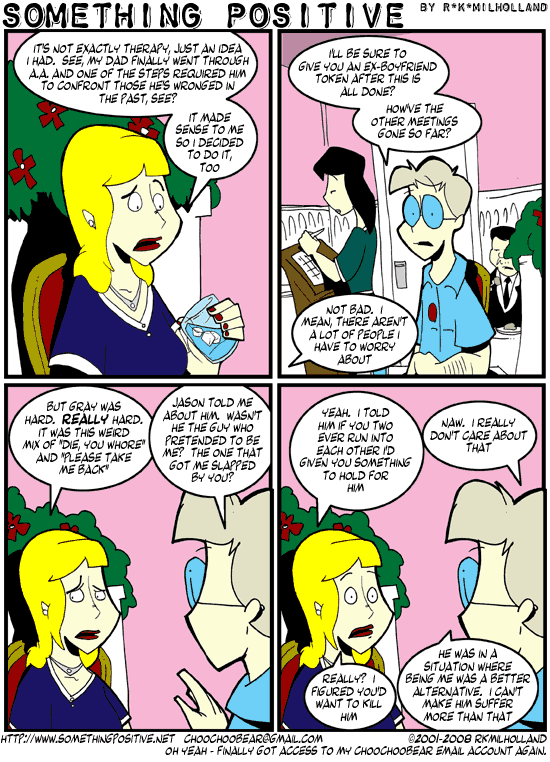 SOMETHING POSITIVE BY R*K*MILHOLLAND
IT'S NOT EXACTLY THERAPY, JUST AN IDEA
I HAD. SEE, MY DAD FINALLY WENT THROUGH
A.A. AND ONE OF THE STEPS REQUIRED HIM
TO CONFRONT THOSE HE'S WRONGED IN
THE PAST, SEE?
IT MADE
SENSE TO ME
SO I DECIDED
TO DO IT,
TOO
I'LL BE SURE TO
GIVE YOU AN EX-BOYFRIEND
TOKEN AFTER THIS IS
ALL DONE?
HOW'VE THE
OTHER MEETINGS
GONE SO FAR?
NOT BAD. I
MEAN, THERE AREN'T
A LOT OF PEOPLE I
HAVE TO WORRY
ABOUT
BUT GRAY WAS
HARD. REALLY HARD.
IT WAS THIS WEIRD
MIX OF "DIE, YOU WHORE"
AND "PLEASE TAKE
ME BACK"
JASON TOLD ME
ABOUT HIM. WASN'T
HE THE GUY WHO
PRETENDED TO BE
ME? THE ONE THAT
GOT ME SLAPPED
BY YOU?
YEAH. I TOLD
HIM IF YOU TWO
EVER RUN INTO
EACH OTHER I'D
GIVEN YOU SOMETHING
TO HOLD FOR
HIM
NAW. I REALLY
DON'T CARE ABOUT
THAT
REALLY? I
FIGURED YOU'D
WANT TO KILL
HIM
HE WAS IN A
SITUATION WHERE
BEING ME WAS A BETTER
ALTERNATIVE. I CAN'T
MAKE HIM SUFFER
MORE THAN THAT
HTTP://WWW.SOMETHINGPOSITIVE.NET CHOOCHOOBEAR@GMAIL.COM ©2001-2008 RKMILHOLLAND
OH YEAH - FINALLY GOT ACCESS TO MY CHOOCHOOBEAR EMAIL ACCOUNT AGAIN.